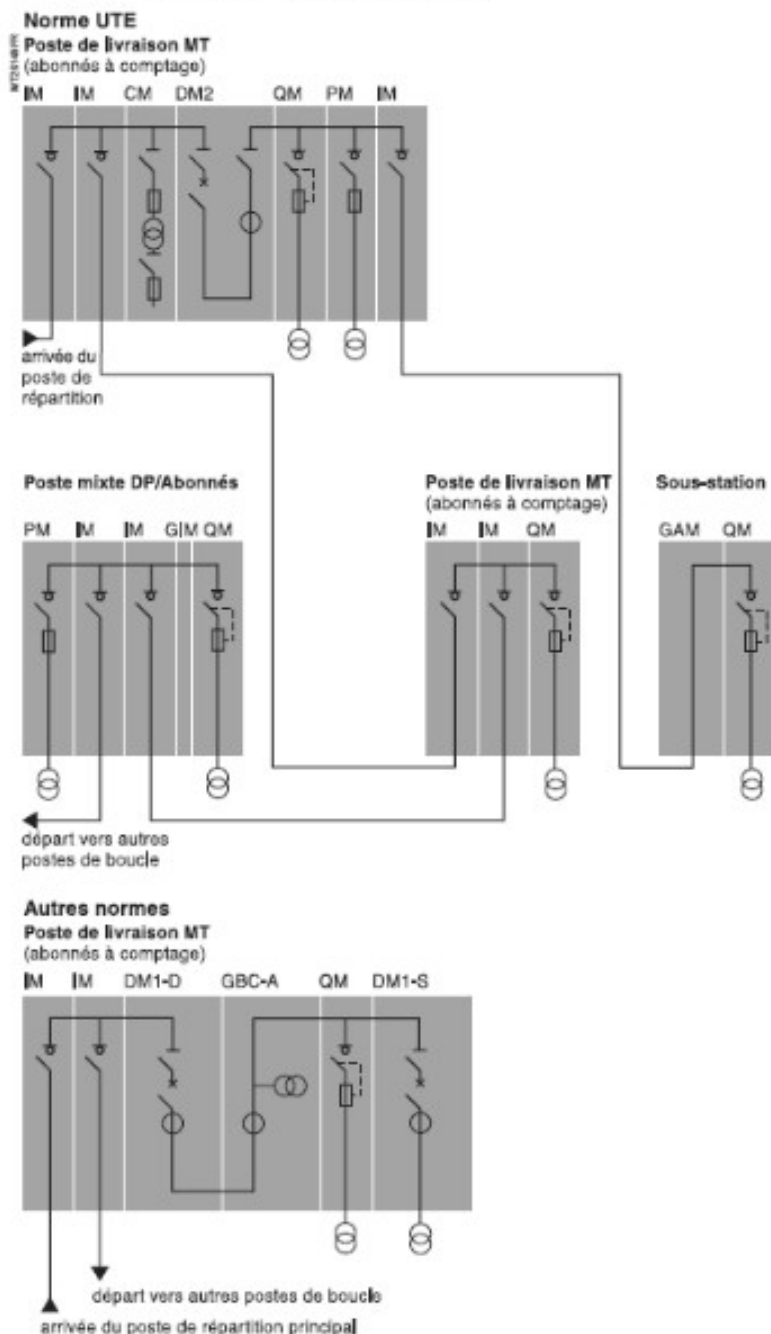 Norme UTE
Poste de livraison MT
(abonnés à comptage)
IM IM CM DM2 QM PM IM
arrivée du
poste de
répartition
Poste mixte DP/Abonnés
PM IM IM GIM QM
Poste de livraison MT
(abonnés à comptage)
IM IM QM
Sous-station
GAM QM
départ vers autres
postes de boucle
Autres normes
Poste de livraison MT
(abonnés à comptage)
IM IM DM1-D GBC-A QM DM1-S
départ vers autres postes de boucle
arrivée du poste de répartition principal